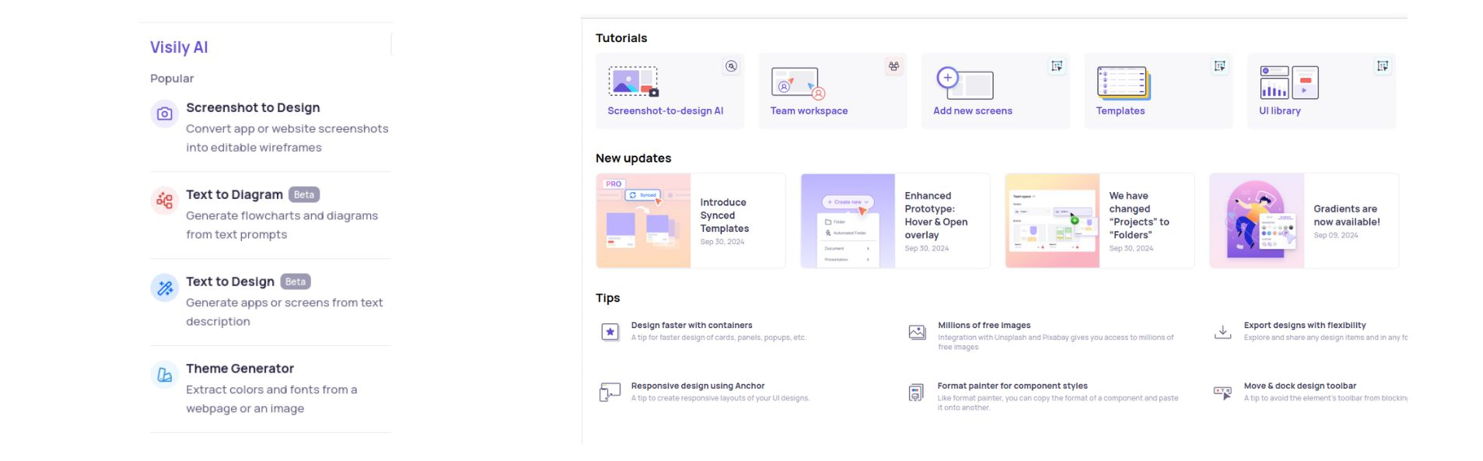 Visily AI
Popular
Screenshot to Design
Convert app or website screenshots
into editable wireframes
Text to Diagram Beta
Generate flowcharts and diagrams
from text prompts
Text to Design Beta
Generate apps or screens from text
description
Theme Generator
Extract colors and fonts from a
webpage or an image
Tutorials
Screenshot-to-design AI
Team workspace
Add new screens
Templates
UI library
New updates
PRO
Synced
Introduce
Synced
Templates
Sep 30, 2024
+ Create new
Folder
Automated Folder
Document
Presentation
Enhanced
Prototype:
Hover & Open
overlay
Sep 30, 2024
We have
changed
"Projects" to
"Folders"
Sep 30, 2024
Gradients are
now available!
Sep 09, 2024
Tips
Design faster with containers
A tip for faster design of cards, panels, popups, etc.
Millions of free images
Integration with Unsplash and Pixabay gives you access to millions of
free images
Export designs with flexibility
Explore and share any design items and in any fo
Responsive design using Anchor
A tip to create responsive layouts of your UI designs.
Format painter for component styles
Like format painter, you can copy the format of a component and paste
it onto another.
Move & dock design toolbar
A tip to avoid the element's toolbar from blocking